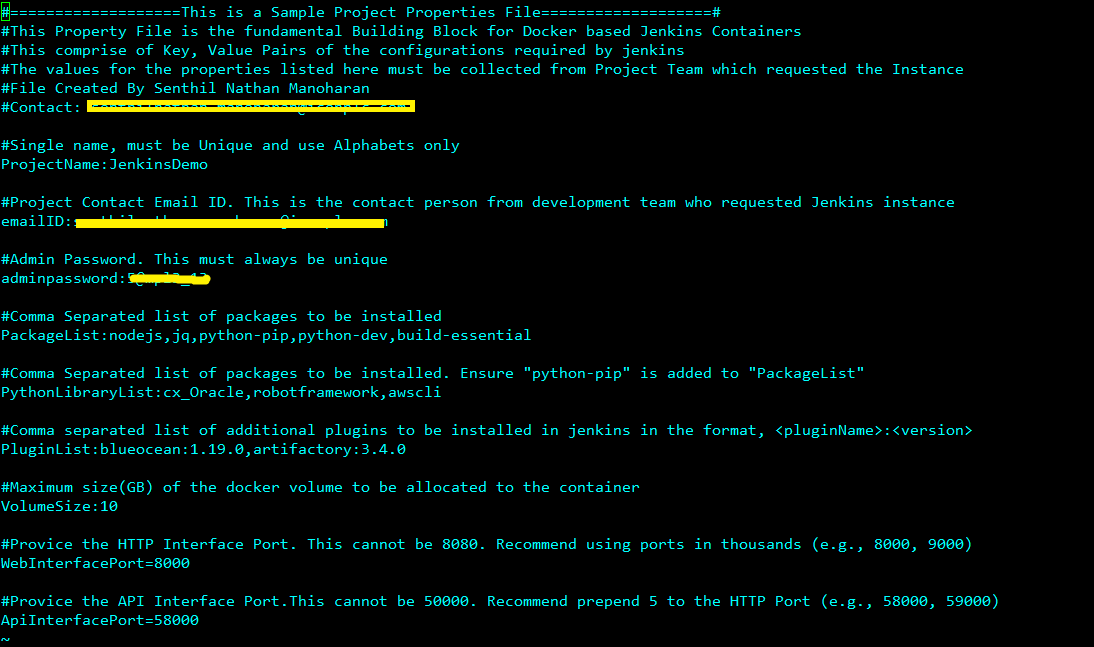 #===================This is a Sample Project Properties File===================#
#This Property File is the fundamental Building Block for Docker based Jenkins Containers
#This comprise of Key, Value Pairs of the configurations required by jenkins
#The values for the properties listed here must be collected from Project Team which requested the Instance
#File Created By Senthil Nathan Manoharan
#Contact:
#Single name, must be Unique and use Alphabets only
ProjectName:JenkinsDemo
#Project Contact Email ID. This is the contact person from development team who requested Jenkins instance
emailID:
#Admin Password. This must always be unique
adminpassword:
#Comma Separated list of packages to be installed
PackageList:nodejs,jq,python-pip,python-dev,build-essential
#Comma Separated list of packages to be installed. Ensure "python-pip" is added to "PackageList"
PythonLibraryList:cx_Oracle,robotframework,awscli
#Comma separated list of additional plugins to be installed in jenkins in the format, <pluginName>:<version>
PluginList:blueocean:1.19.0,artifactory:3.4.0
#Maximum size(GB) of the docker volume to be allocated to the container
VolumeSize:10
#Provice the HTTP Interface Port. This cannot be 8080. Recommend using ports in thousands (e.g., 8000, 9000)
WebInterfacePort=8000
#Provice the API Interface Port.This cannot be 50000. Recommend prepend 5 to the HTTP Port (e.g., 58000, 59000)
ApiInterfacePort=58000
~